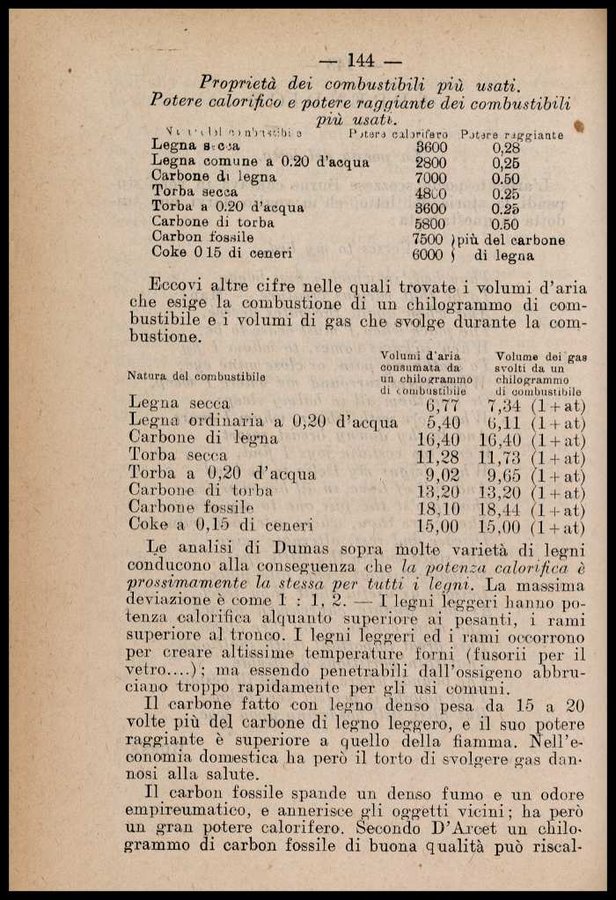 — 144 —
Proprietà dei combustibili più usati.
Potere calorifico e potere raggiante dei combustibili
più usati.
Potere calorifero Potere raggiante
Legna secca 3600 0,28
Legna comune a 0.20 d'acqua 2800 0,25
Carbone di legna 7000 0.50
Torba secca 4800 0.25
Torba a 0.20 d'acqua 3600 0.25
Carbone di torba 5800 0.50
Carbon fossile 7500 } più del carbone
Coke 0 15 di ceneri 6000 } di legna
Eccovi altre cifre nelle quali trovate i volumi d'aria
che esige la combustione di un chilogrammo di com-
bustibile e i volumi di gas che svolge durante la com-
bustione.
Volumi d'aria Volume dei gas
consumata da svolti da un
Natura del combustibile un chilogrammo chilogrammo
di combustibile di combustibile
Legna secca 6,77 7,34 (1+at)
Legna ordinaria a 0,20 d'acqua 5,40 6,11 (1+at)
Carbone di legna 16,40 16,40 (1+at)
Torba secca 11,28 11,73 (1+at)
Torba a 0,20 d'acqua 9,02 9,65 (1+at)
Carbone di torba 13,20 13,20 (1+at)
Carbone fossile 18,10 18,44 (1+at)
Coke a 0,15 di ceneri 15,00 15,00 (1+at)
Le analisi di Dumas sopra molte varietà di legni
conducono alla conseguenza che la potenza calorifica è
prossimamente la stessa per tutti i legni. La massima
deviazione è come 1 : 1, 2. — I legni leggeri hanno po-
tenza calorifica alquanto superiore ai pesanti, i rami
superiore al tronco. I legni leggeri ed i rami occorrono
per creare altissime temperature forni (fusorii per il
vetro....); ma essendo penetrabili dall'ossigeno abbru-
ciano troppo rapidamente per gli usi comuni.
Il carbone fatto con legno denso pesa da 15 a 20
volte più del carbone di legno leggero, e il suo potere
raggiante è superiore a quello della fiamma. Nell'e-
conomia domestica ha però il torto di svolgere gas dan-
nosi alla salute.
Il carbon fossile spande un denso fumo e un odore
empireumatico, e annerisce gli oggetti vicini; ha però
un gran potere calorifero. Secondo D'Arcet un chilo-
grammo di carbon fossile di buona qualità può riscal-